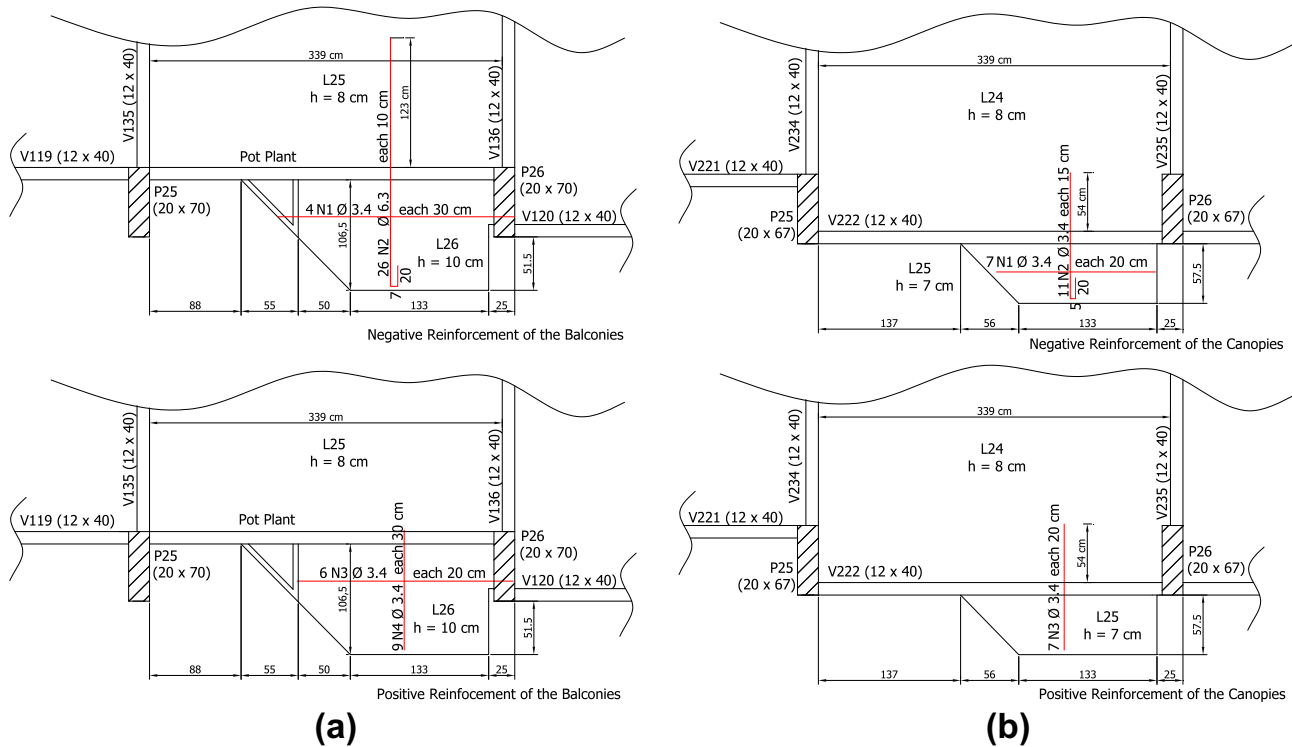 339 cm
L25
h = 8 cm
V135 (12 x 40)
each 10 cm
123 cm
V136 (12 x 40)
V119 (12 x 40)
Pot Plant
P25
(20 x 70)
P26
(20 x 70)
4 N1 Ø 3.4 each 30 cm
V120 (12 x 40)
106,5
26 N2 Ø 6.3
20
7
L26
h = 10 cm
51.5
88
55
50
133
25
Negative Reinforcement of the Balconies
339 cm
L24
h = 8 cm
V234 (12 x 40)
V235 (12 x 40)
V221 (12 x 40)
11 N2 Ø 3.4 each 15 cm
54 cm
P25
(20 x 67)
P26
(20 x 67)
V222 (12 x 40)
L25
h = 7 cm
7 N1 Ø 3.4 each 20 cm
20
5
57.5
137
56
133
25
Negative Reinforcement of the Canopies
339 cm
L25
h = 8 cm
V135 (12 x 40)
V136 (12 x 40)
V119 (12 x 40)
Pot Plant
P25
(20 x 70)
P26
(20 x 70)
6 N3 Ø 3.4 each 20 cm
V120 (12 x 40)
106,5
9 N4 Ø 3.4 each 30 cm
L26
h = 10 cm
51.5
88
55
50
133
25
Positive Reinfocement of the Balconies
339 cm
L24
h = 8 cm
V234 (12 x 40)
V235 (12 x 40)
V221 (12 x 40)
7 N3 Ø 3.4 each 20 cm
54 cm
P25
(20 x 67)
P26
(20 x 67)
V222 (12 x 40)
L25
h = 7 cm
57.5
137
56
133
25
Positive Reinforcement of the Canopies
(a)
(b)